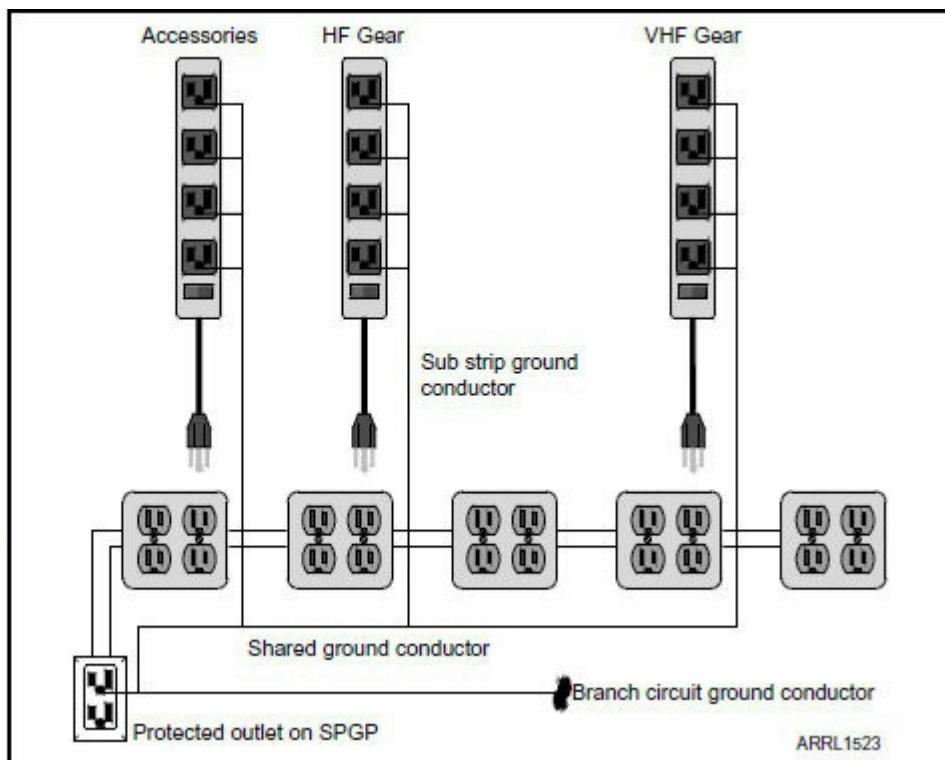 Accessories
HF Gear
VHF Gear
Sub strip ground
conductor
Shared ground conductor
Branch circuit ground conductor
Protected outlet on SPGP
ARRL1523